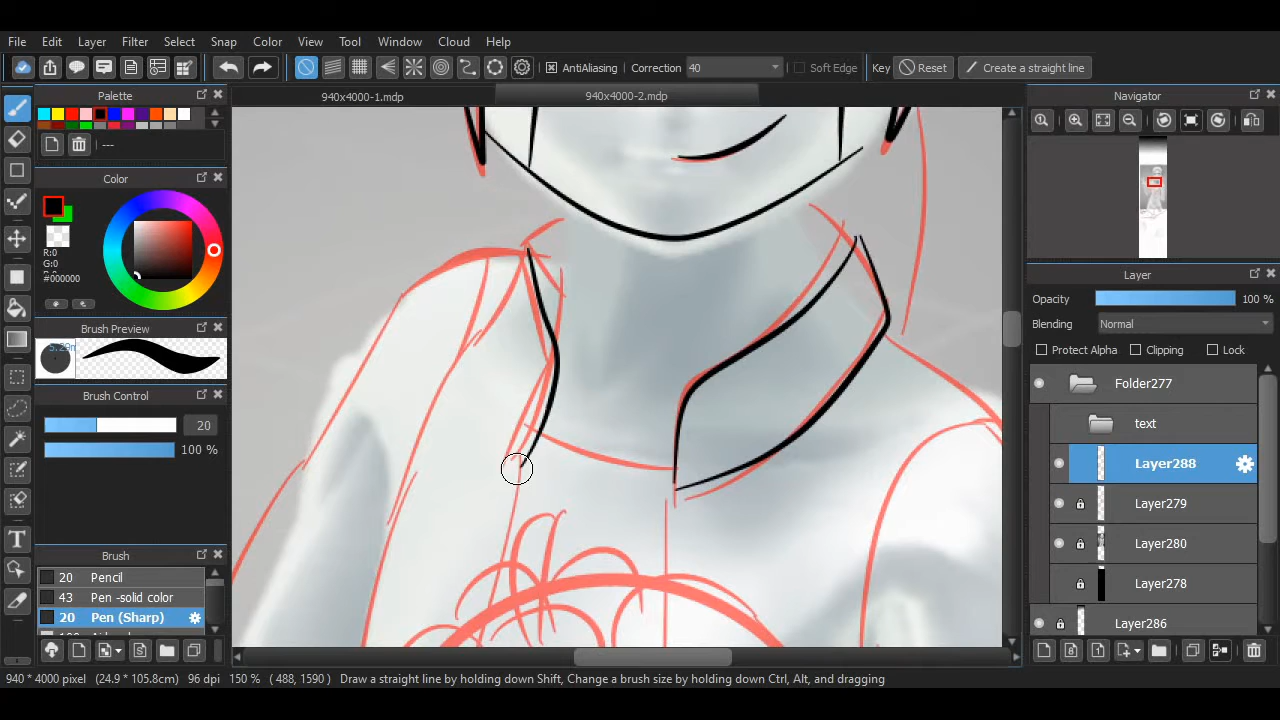 File Edit Layer Filter Select Snap Color View Tool Window Cloud Help
AntiAliasing Correction 40 Soft Edge Key Reset Create a straight line
Palette
940x4000-1.mdp 940x4000-2.mdp
Navigator
---
Color
R:0
G:0
#000000
Layer
Opacity 100 %
Blending Normal
Protect Alpha Clipping Lock
Brush Preview
Brush Control
20
100 %
Folder277
text
Layer288
Layer279
Layer280
Layer278
Layer286
Brush
20 Pencil
43 Pen -solid color
20 Pen (Sharp)
940 * 4000 pixel (24.9 * 105.8cm) 96 dpi 150 % ( 488, 1590 ) Draw a straight line by holding down Shift, Change a brush size by holding down Ctrl, Alt, and dragging